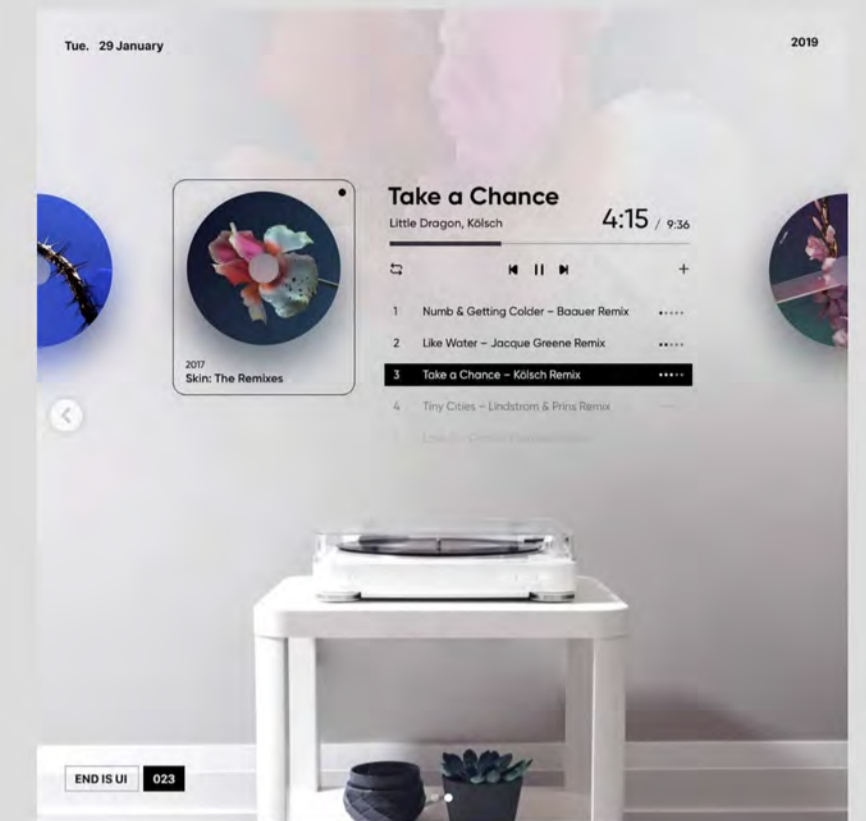 Tue. 29 January
2019
Take a Chance
Little Dragon, Kölsch
4:15 / 9:36
1 Numb & Getting Colder – Baauer Remix
2 Like Water – Jacque Greene Remix
2017
Skin: The Remixes
3 Take a Chance – Kölsch Remix
4 Tiny Cities – Lindstrom & Prins Remix
END IS UI
023